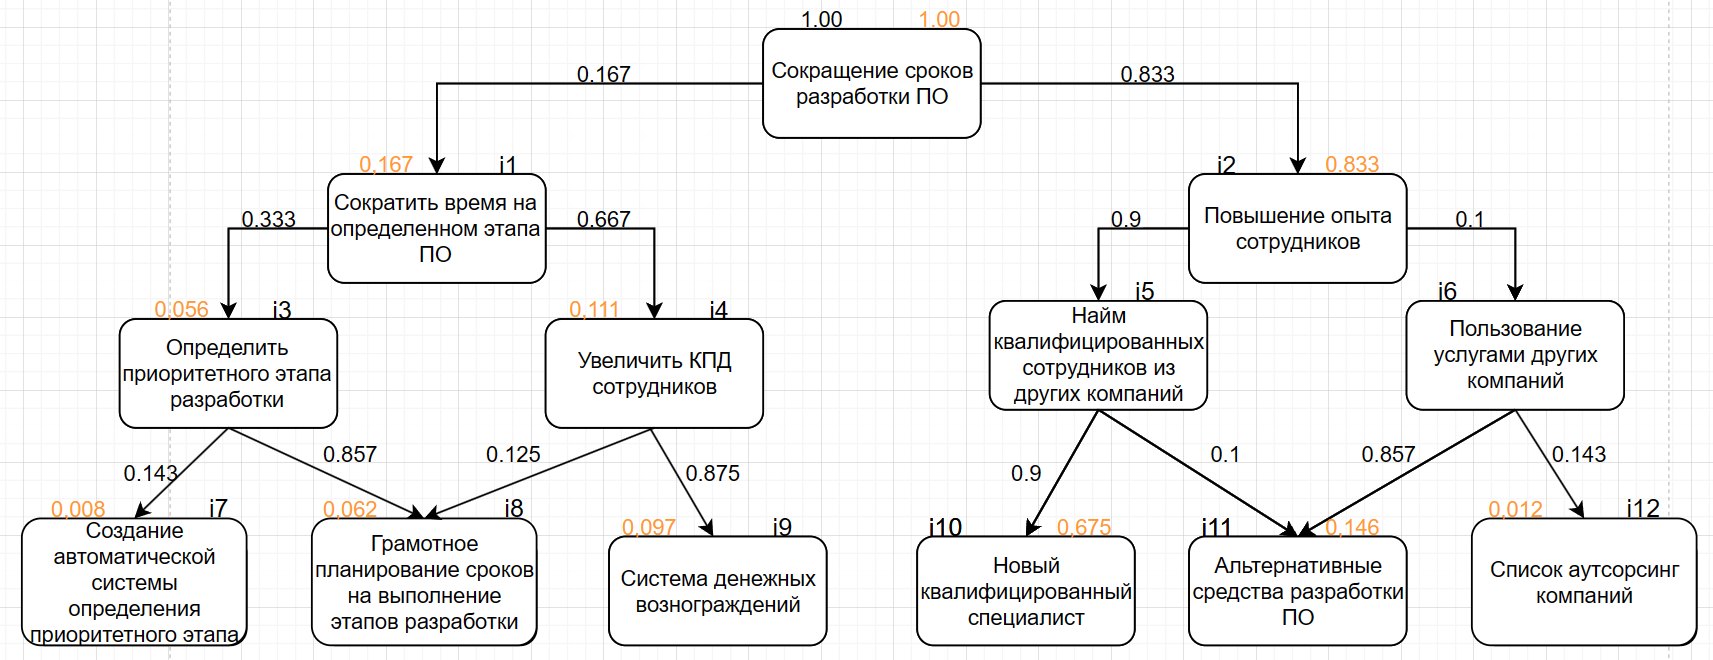 1.00
1.00
Сокращение сроков
разработки ПО
0.167
0.833
0,167
i1
Сократить время на
определенном этапа
ПО
i2
0.833
Повышение опыта
сотрудников
0.333
0.667
0.9
0.1
0,056
i3
Определить
приоритетного этапа
разработки
0,111
i4
Увеличить КПД
сотрудников
i5
Найм
квалифицированных
сотрудников из
других компаний
i6
Пользование
услугами других
компаний
0.143
0.857
0.125
0.875
0.9
0.1
0.857
0.143
0,008
i7
Создание
автоматической
системы
определения
приоритетного этапа
0,062
i8
Грамотное
планирование сроков
на выполнение
этапов разработки
0,097
i9
Система денежных
вознограждений
i10
0,675
Новый
квалифицированный
специалист
i11
0,146
Альтернативные
средства разработки
ПО
0,012
i12
Список аутсорсинг
компаний